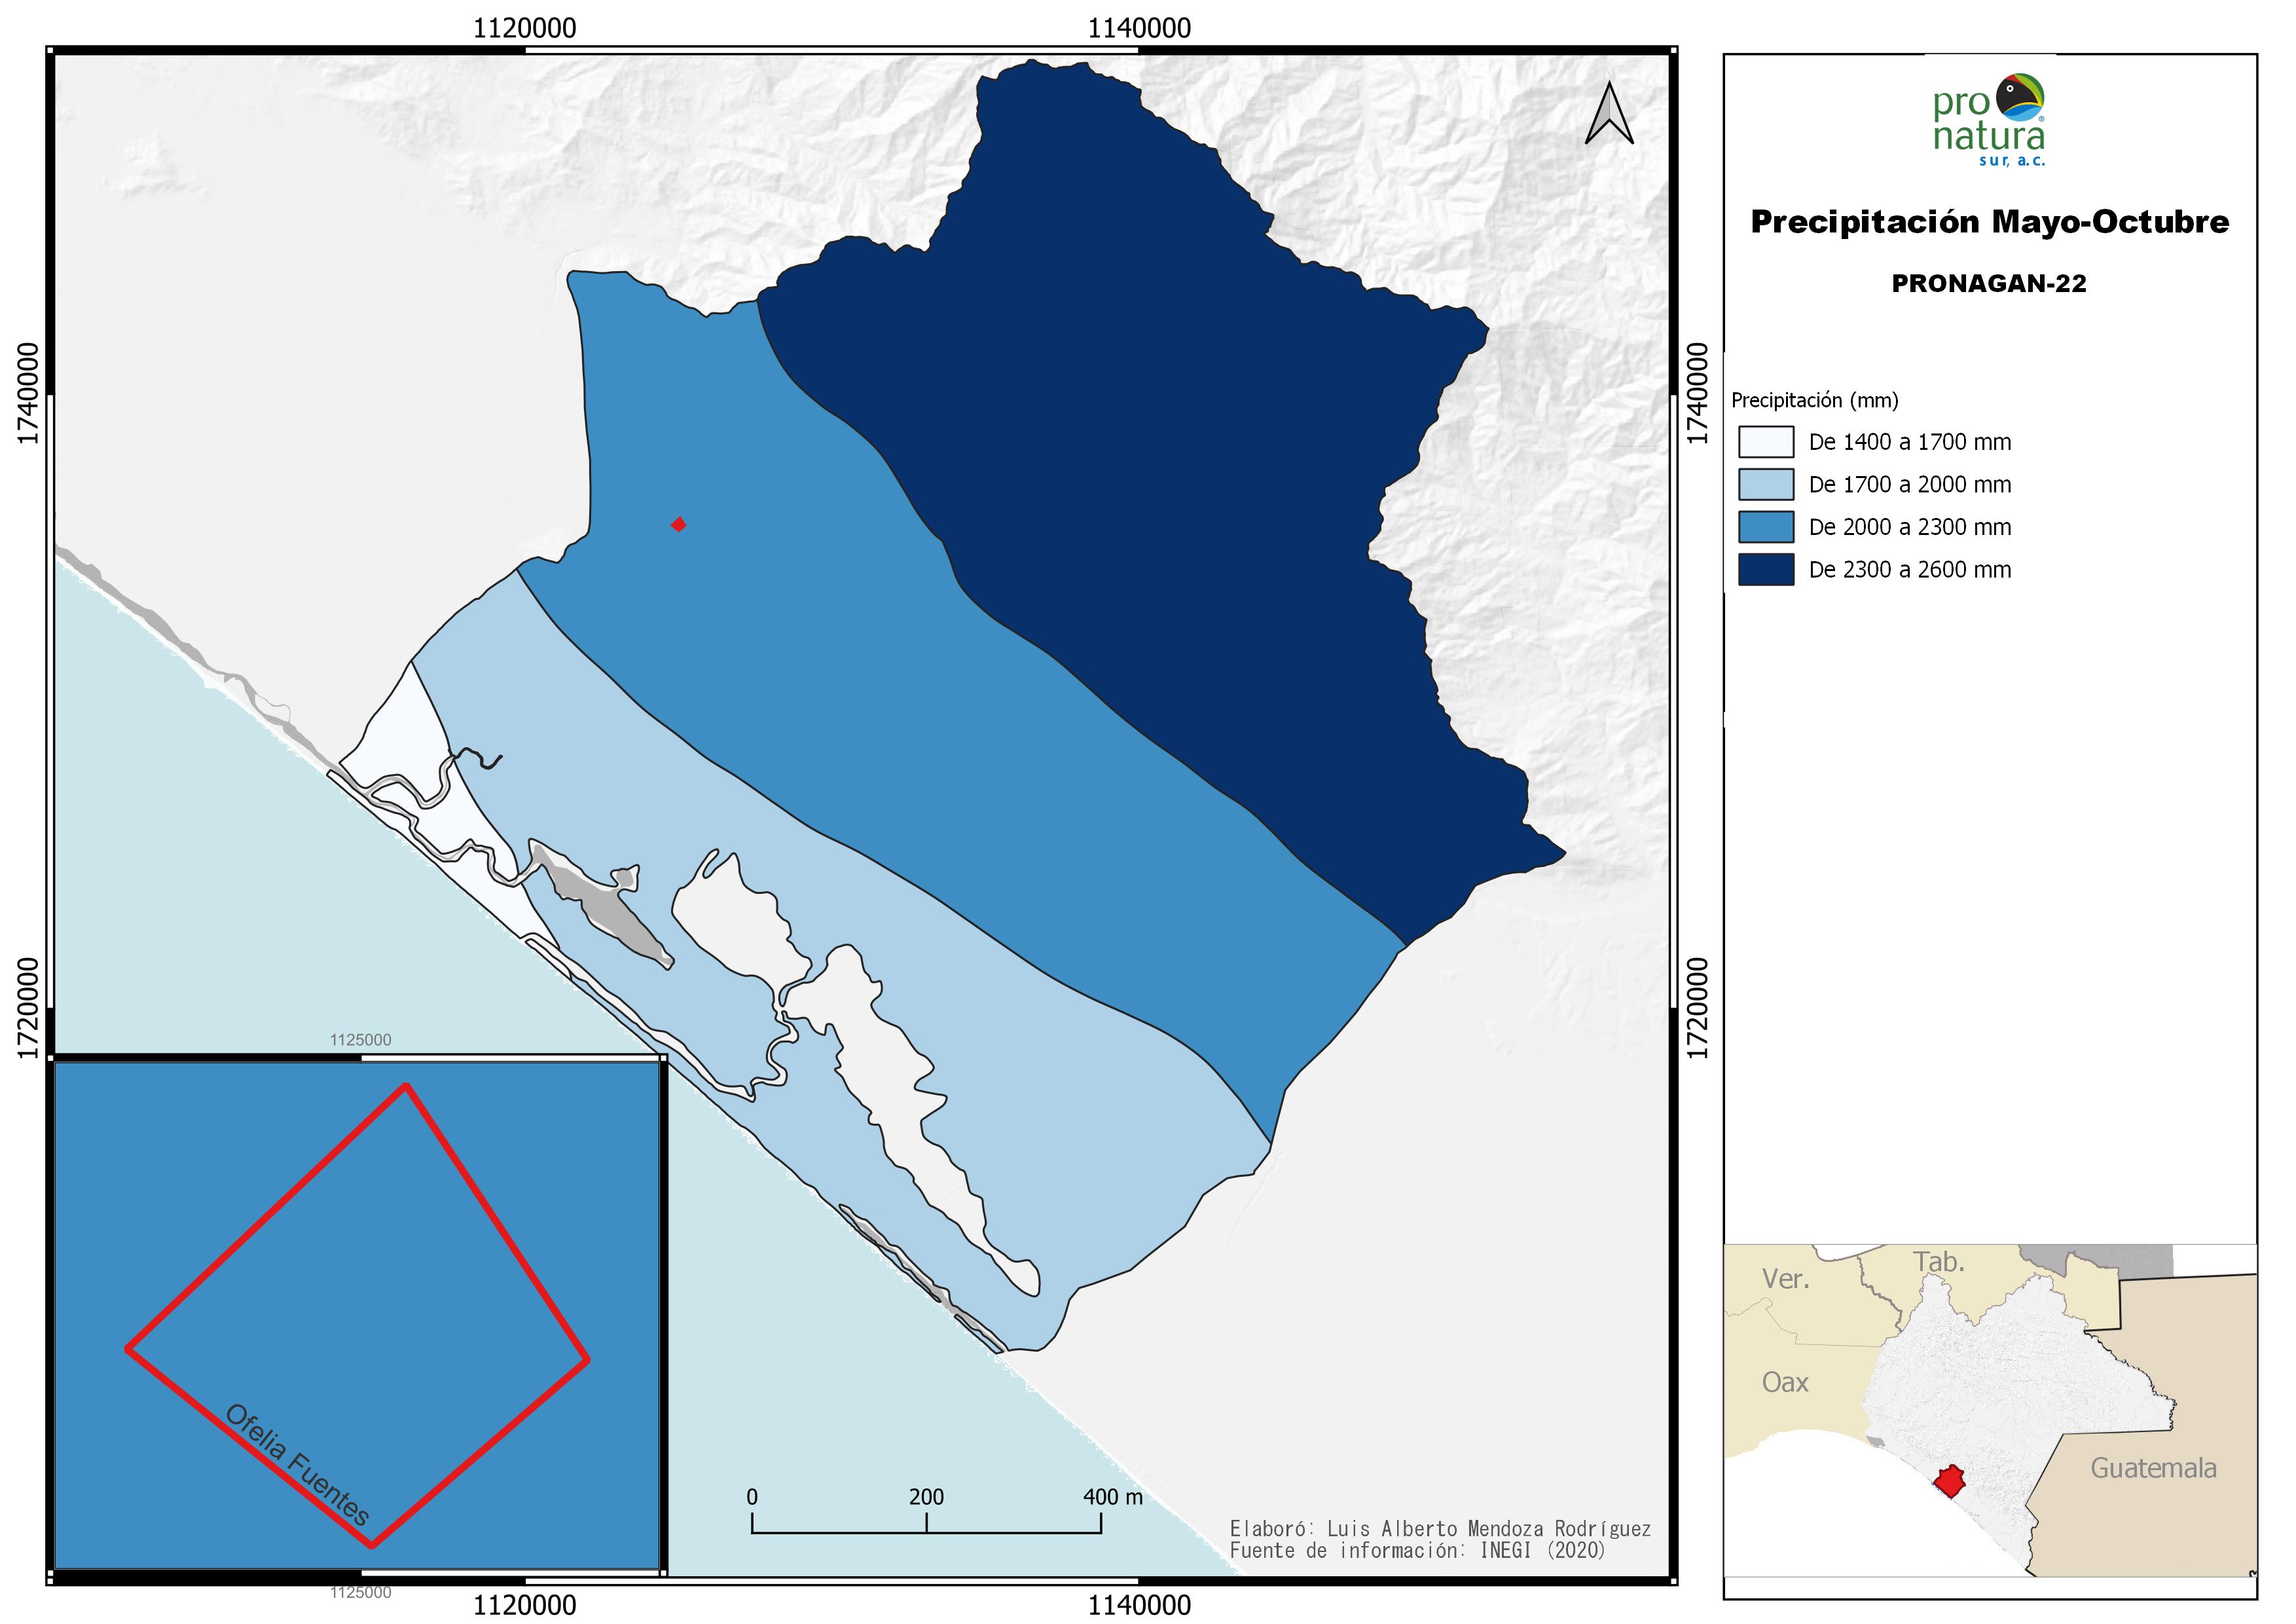 1120000
1140000
1740000
1740000
1720000
1720000
1125000
Ofelia Fuentes
1125000
1120000
1140000
0 200 400 m
Elaboró: Luis Alberto Mendoza Rodríguez
Fuente de información: INEGI (2020)
pro
natura
sur, a.c.
Precipitación Mayo-Octubre
PRONAGAN-22
Precipitación (mm)
De 1400 a 1700 mm
De 1700 a 2000 mm
De 2000 a 2300 mm
De 2300 a 2600 mm
Ver.
Tab.
Oax
Guatemala